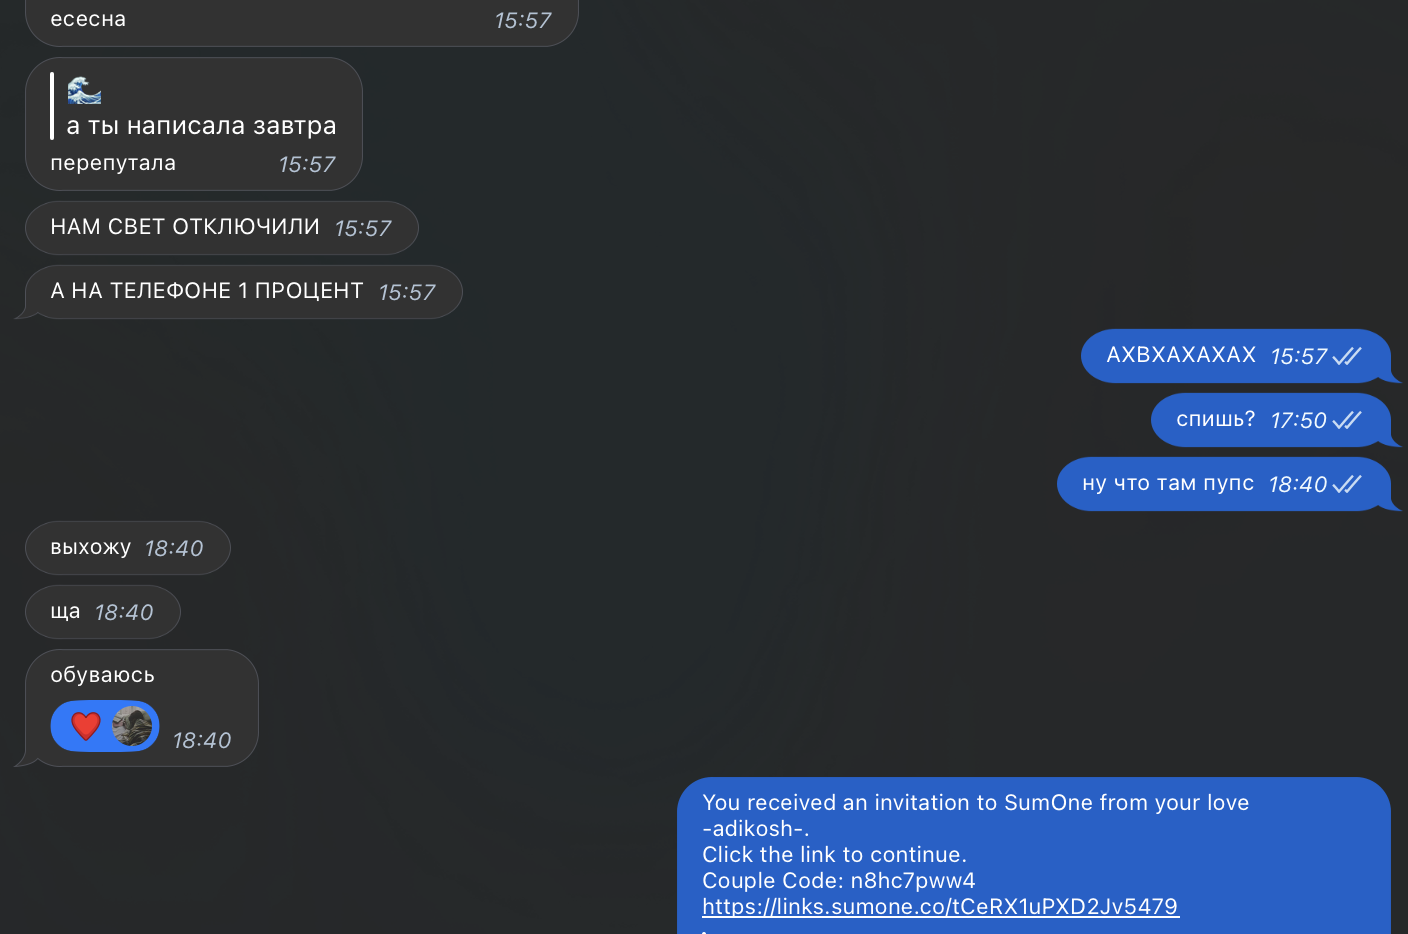 есесна 15:57
а ты написала завтра
перепутала 15:57
НАМ СВЕТ ОТКЛЮЧИЛИ 15:57
А НА ТЕЛЕФОНЕ 1 ПРОЦЕНТ 15:57
АХВХАХАХАХ 15:57
спишь? 17:50
ну что там пупс 18:40
выхожу 18:40
ща 18:40
обуваюсь
18:40
You received an invitation to SumOne from your love
-adikosh-.
Click the link to continue.
Couple Code: n8hc7pww4
https://links.sumone.co/tCeRX1uPXD2Jv5479